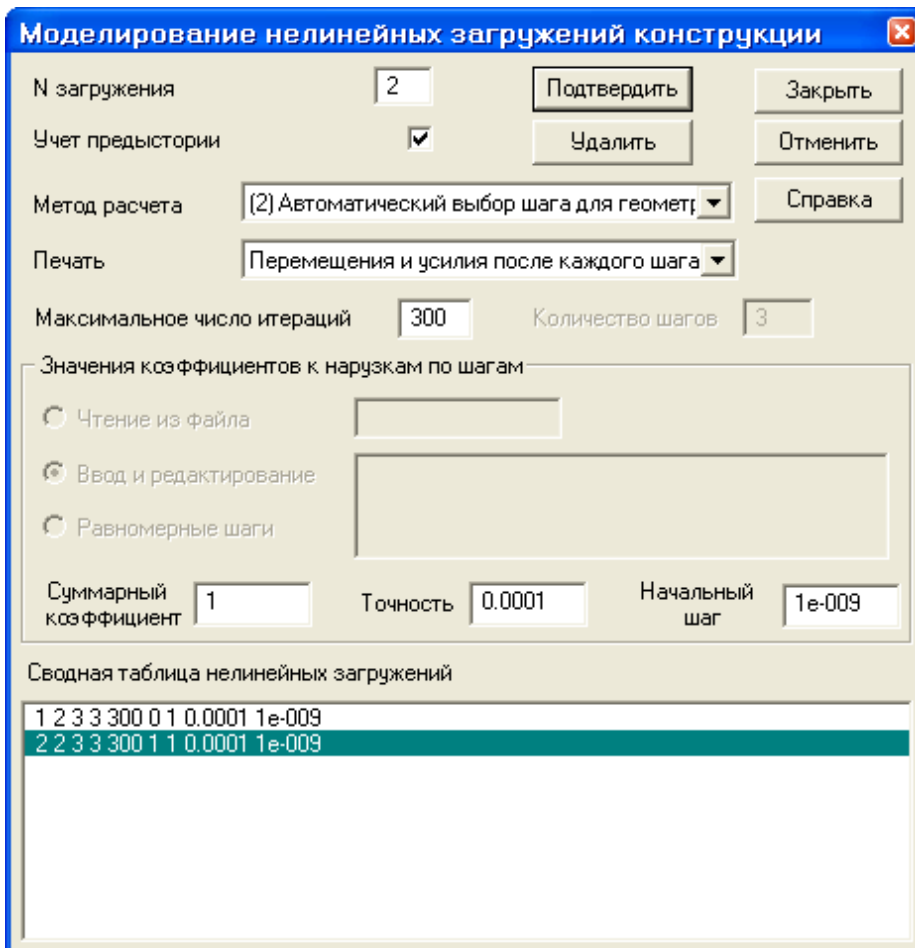 Моделирование нелинейных загружений конструкции
N загружения 2 Подтвердить Закрыть
Учет предыстории Удалить Отменить
Метод расчета (2) Автоматический выбор шага для геометр Справка
Печать Перемещения и усилия после каждого шага
Максимальное число итераций 300 Количество шагов 3
Значения коэффициентов к нарузкам по шагам
Чтение из файла
Ввод и редактирование
Равномерные шаги
Суммарный коэффициент 1 Точность 0.0001 Начальный шаг 1e-009
Сводная таблица нелинейных загружений
1 2 3 3 300 0 1 0.0001 1e-009
2 2 3 3 300 1 1 0.0001 1e-009